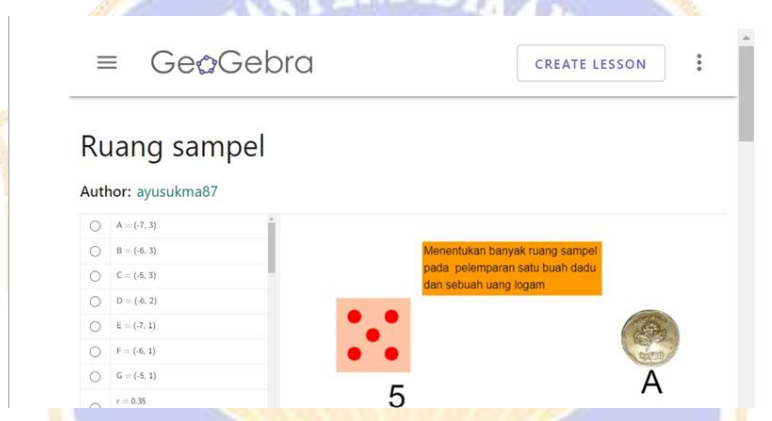 GeoGebra
CREATE LESSON
Ruang sampel
Author: ayusukma87
A = (-7, 3)
B = (-6, 3)
C = (-5, 3)
D = (-6, 2)
E = (-7, 1)
F = (-6, 1)
G = (-5, 1)
r = 0.35
Menentukan banyak ruang sampel
pada pelemparan satu buah dadu
dan sebuah uang logam
5
A